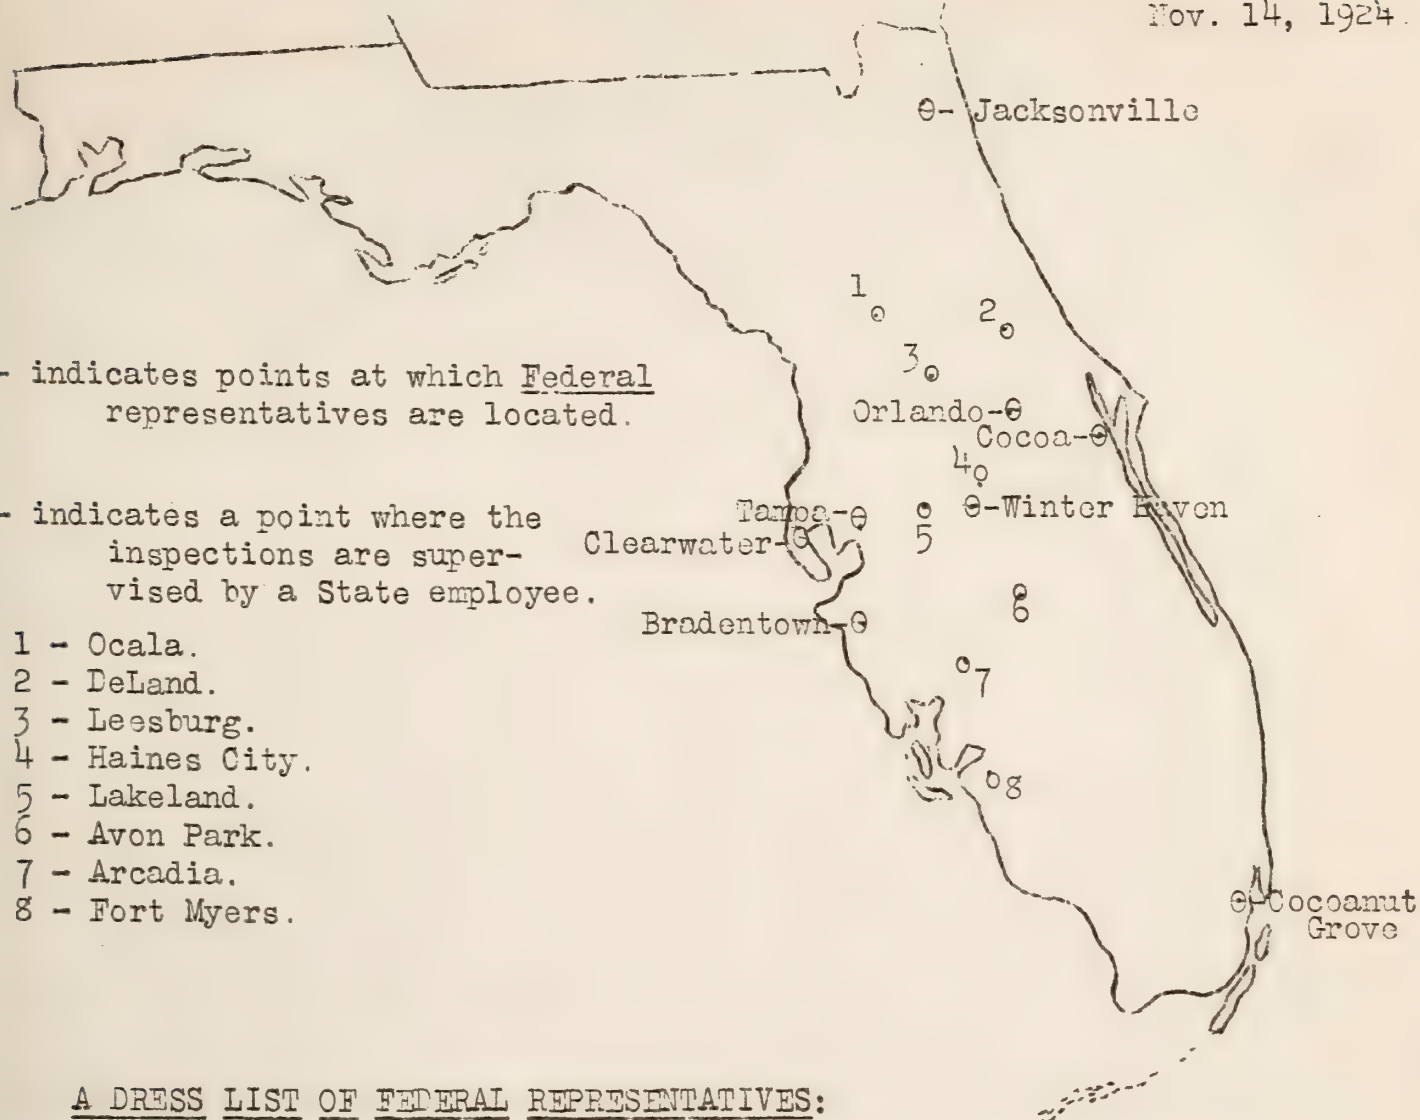 Nov. 14, 1924.
Jacksonville
1
2
3
- indicates points at which Federal
representatives are located.
Orlando-
Cocoa-
4
- indicates a point where the
inspections are super-
vised by a State employee.
Tampa-
-Winter Haven
Clearwater-
5
6
Bradentown-
7
8
1 - Ocala.
2 - DeLand.
3 - Leesburg.
4 - Haines City.
5 - Lakeland.
6 - Avon Park.
7 - Arcadia.
8 - Fort Myers.
-Cocoanut
Grove
A DRESS LIST OF FEDERAL REPRESENTATIVES: